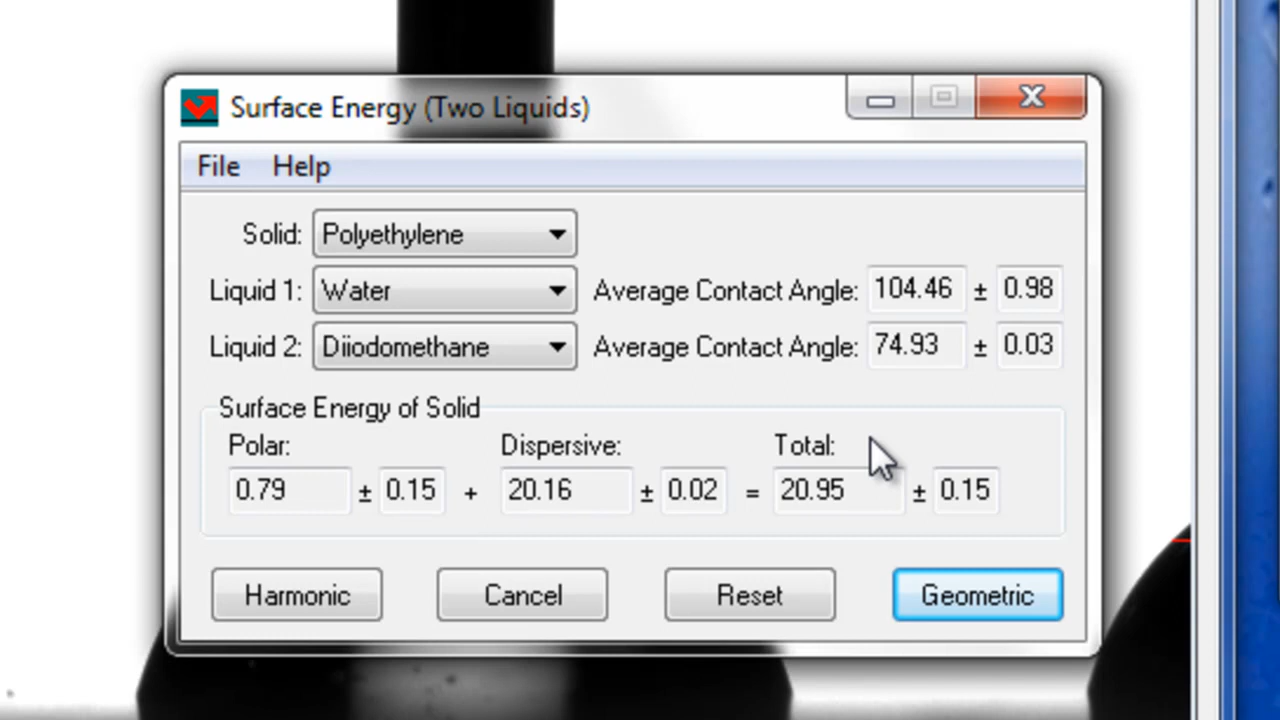 Surface Energy (Two Liquids)
File Help
Solid: Polyethylene
Liquid 1: Water Average Contact Angle: 104.46 ± 0.98
Liquid 2: Diiodomethane Average Contact Angle: 74.93 ± 0.03
Surface Energy of Solid
Polar: Dispersive: Total:
0.79 ± 0.15 + 20.16 ± 0.02 = 20.95 ± 0.15
Harmonic Cancel Reset Geometric